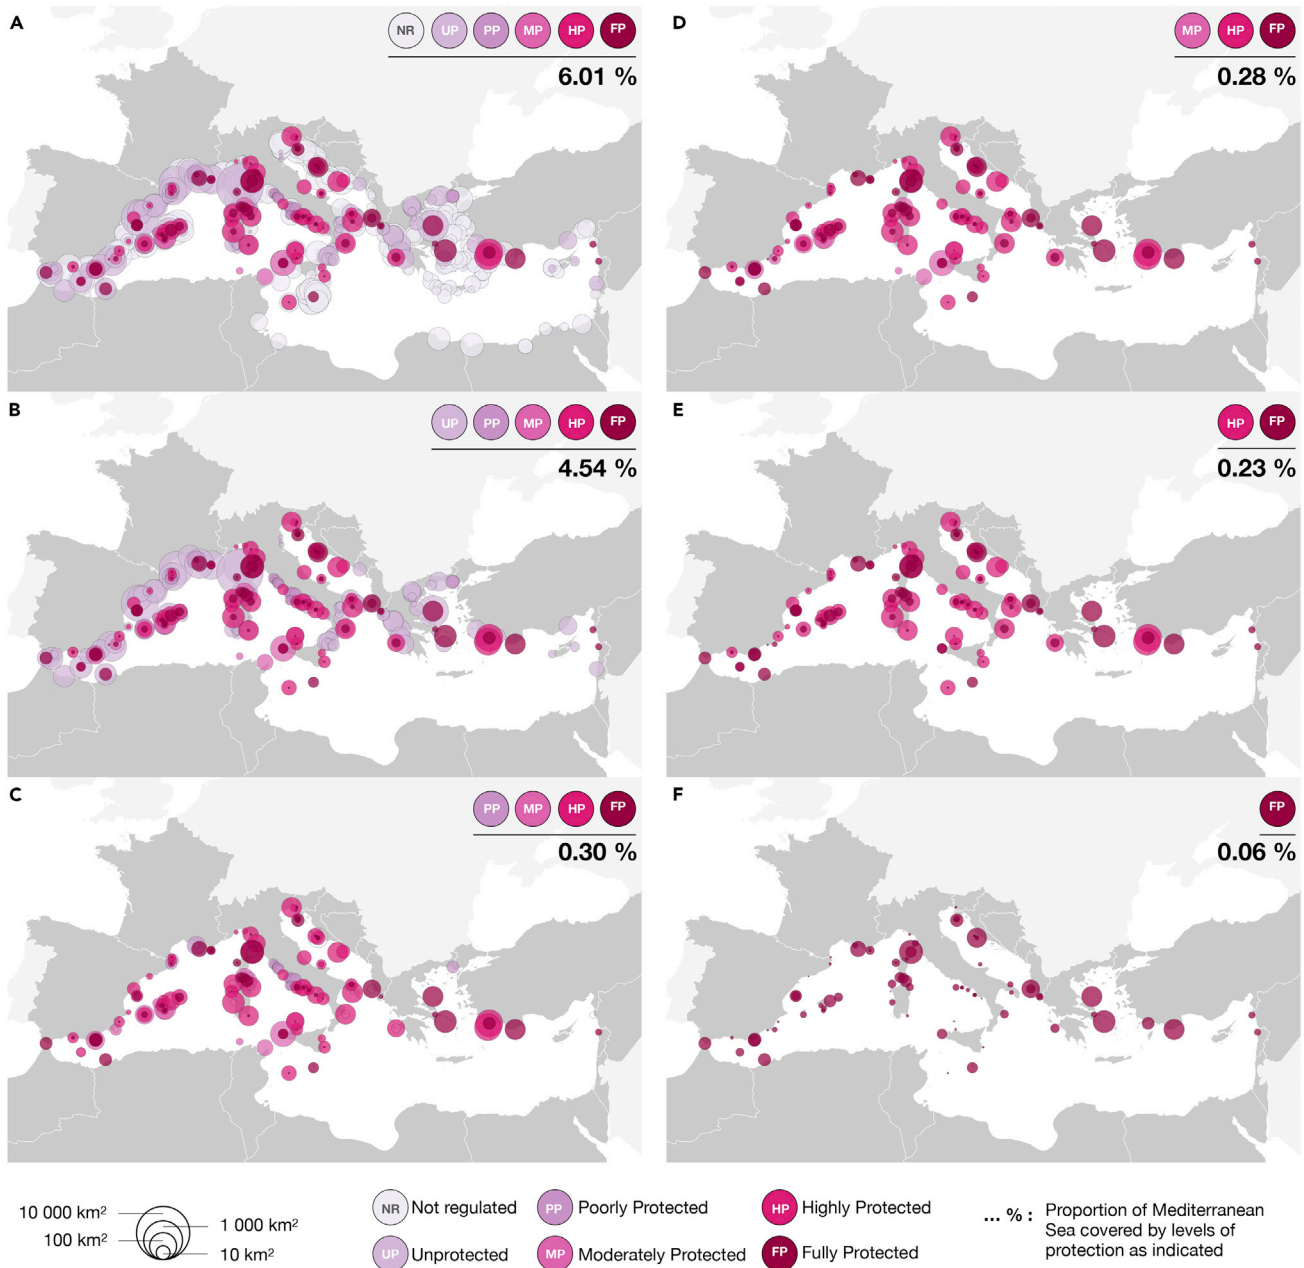 A
NR UP PP MP HP FP
6.01 %
D
MP HP FP
0.28 %
B
UP PP MP HP FP
4.54 %
E
HP FP
0.23 %
C
PP MP HP FP
0.30 %
F
FP
0.06 %
10 000 km²
1 000 km²
100 km²
10 km²
NR Not regulated
PP Poorly Protected
HP Highly Protected
UP Unprotected
MP Moderately Protected
FP Fully Protected
... % : Proportion of Mediterranean
Sea covered by levels of
protection as indicated